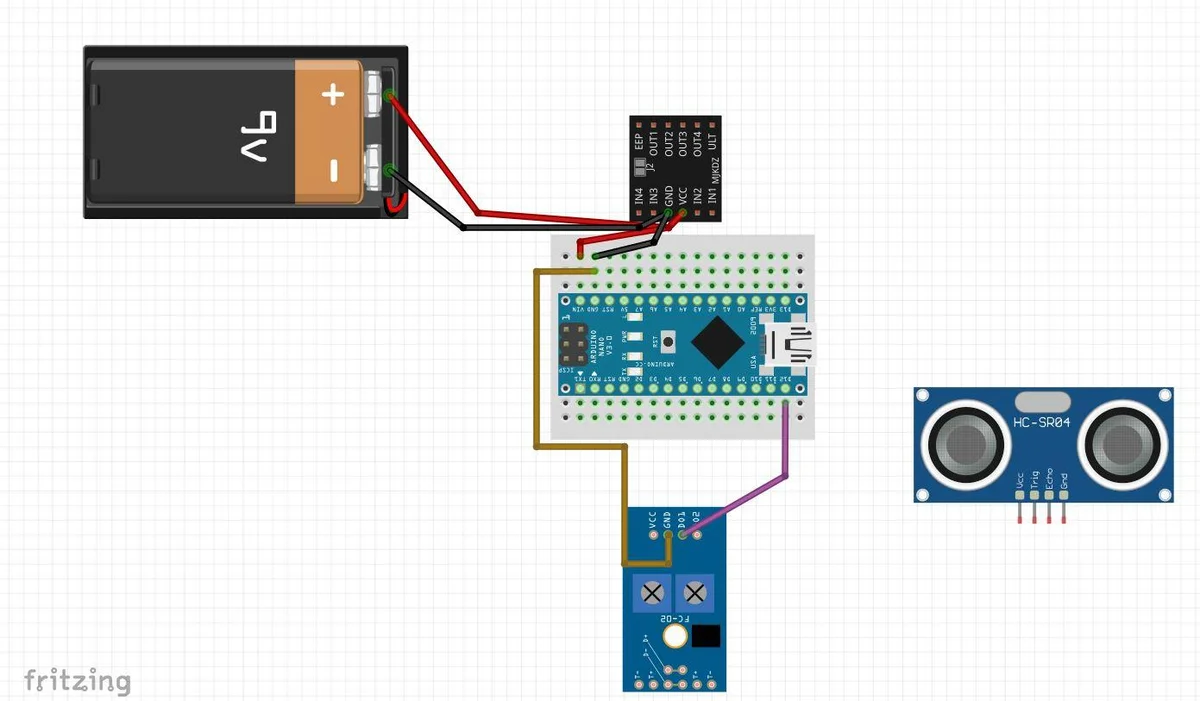 9v
+
-
EEP OUT1 OUT2 OUT3 OUT4 ULT
J2
MJKDZ
IN4 IN3 GND VCC IN2 IN1
VIN GND RST 5V A7 A6 A5 A4 A3 A2 A1 A0 REF 3V3 D13
1
L
PWR
RX
TX
ICSP
ARDUINO
NANO
V3.0
RST
ARDUINO.CC
2009
USA
TX1 RX0 RST GND D2 D3 D4 D5 D6 D7 D8 D9 D10 D11 D12
HC-SR04
Vcc Trig Echo Gnd
VCC GND DO1 02
FC-02
D+
D-
T- T+ T+ T-
fritzing